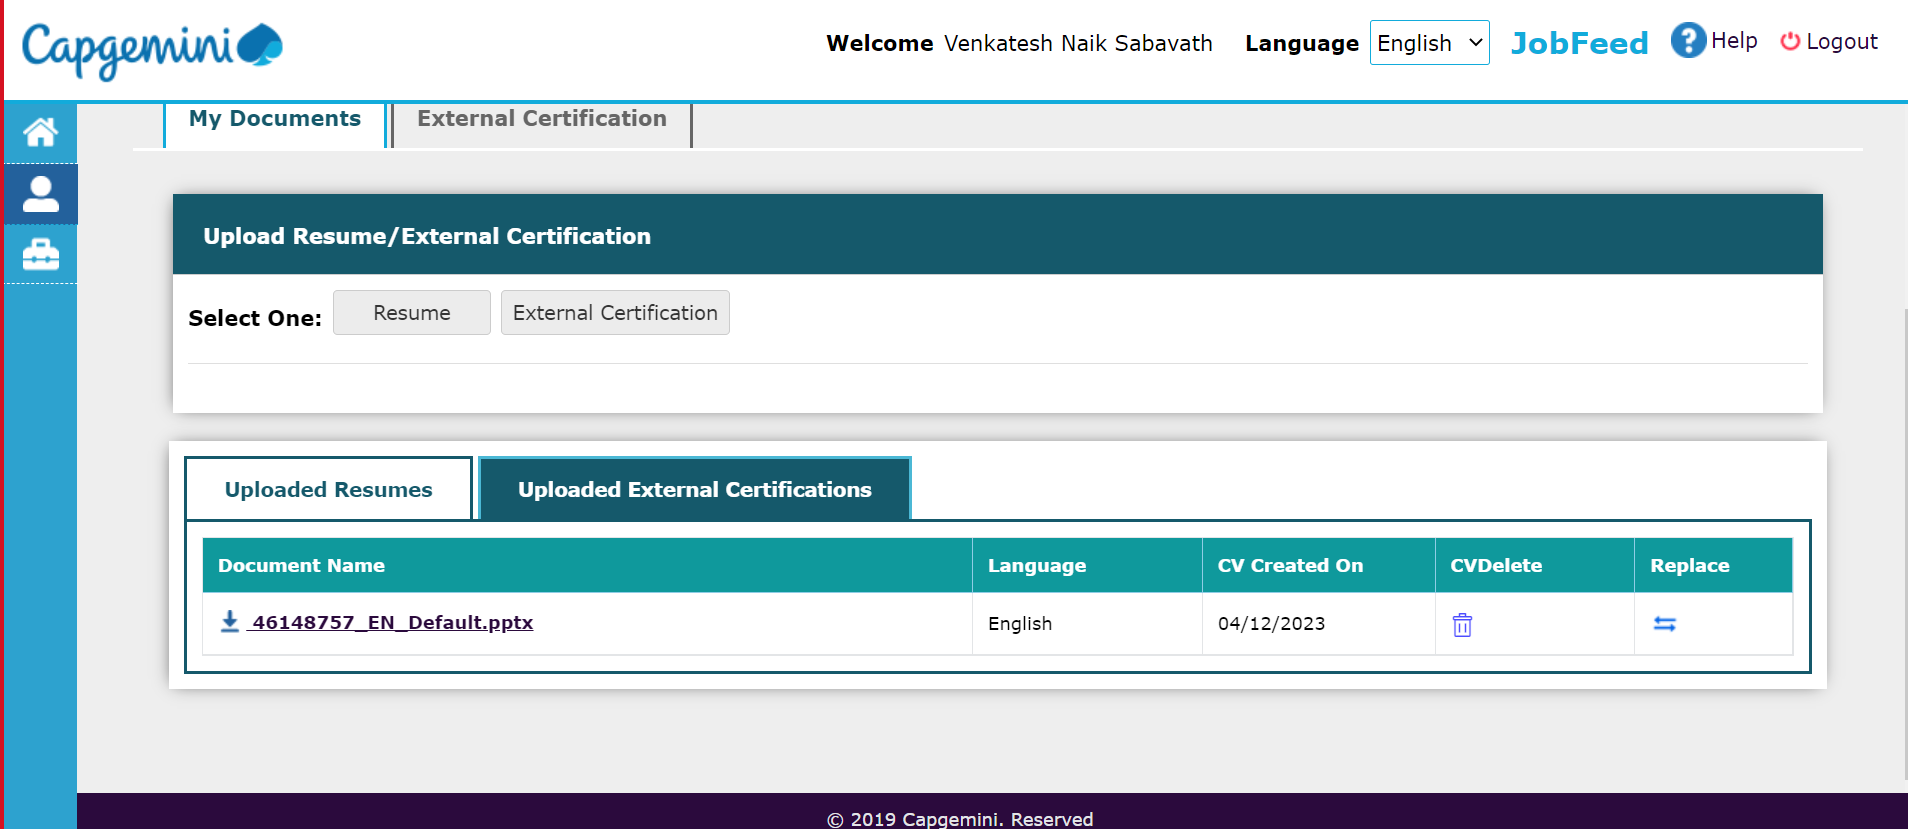 Capgemini
Welcome Venkatesh Naik Sabavath Language English JobFeed ? Help Logout
My Documents External Certification
Upload Resume/External Certification
Select One: Resume External Certification
Uploaded Resumes Uploaded External Certifications
Document Name Language CV Created On CVDelete Replace
46148757_EN_Default.pptx English 04/12/2023
© 2019 Capgemini. Reserved